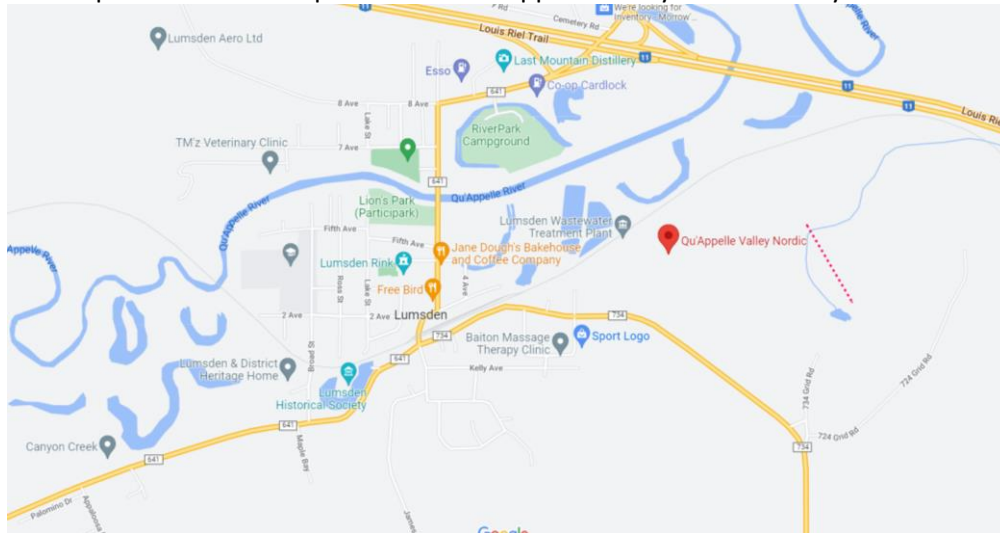 We're looking for
Inventory - Morrow'...
Cemetery Rd
Louis Riel Trail
Lumsden Aero Ltd
Last Mountain Distillery
Esso
11
Co-op Cardlock
11
641
8 Ave
8 Ave
11
Louis Rie
Lake St
RiverPark
Campground
TM'z Veterinary Clinic
7 Ave
641
Qu'Appelle River
Lion's Park
(Participark)
Qu'Appelle River
Lumsden Wastewater
Treatment Plant
Qu'Appelle Valley Nordic
Fifth Ave
Fifth Ave
Jane Dough's Bakehouse
and Coffee Company
Lumsden Rink
Ross St
Lake St
Free Bird
4 Ave
2 Ave
2 Ave
Lumsden
734
734
Sport Logo
Baiton Massage
Therapy Clinic
Broad St
641
Kelly Ave
Lumsden & District
Heritage Home
Lumsden
Historical Society
734 Grid Rd
724 Grid Rd
641
724 Grid Rd
734
Canyon Creek
641
Maple Bay
Palomino Dr
Appaloosa
James
Google